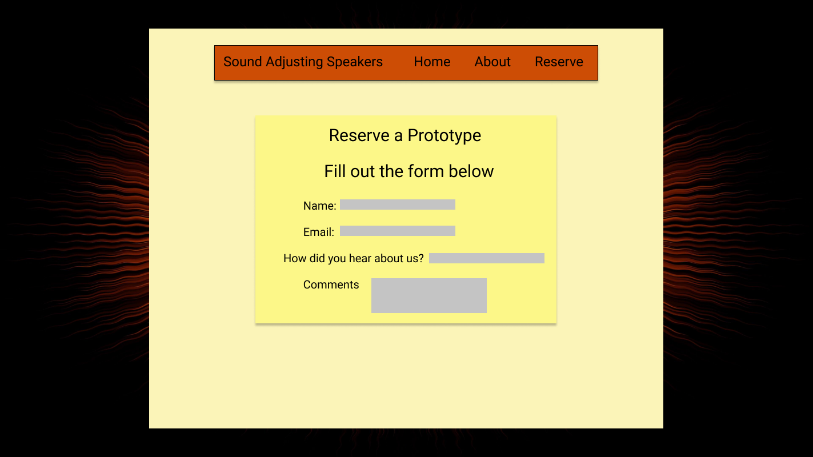 Sound Adjusting Speakers Home About Reserve
Reserve a Prototype
Fill out the form below
Name:
Email:
How did you hear about us?
Comments